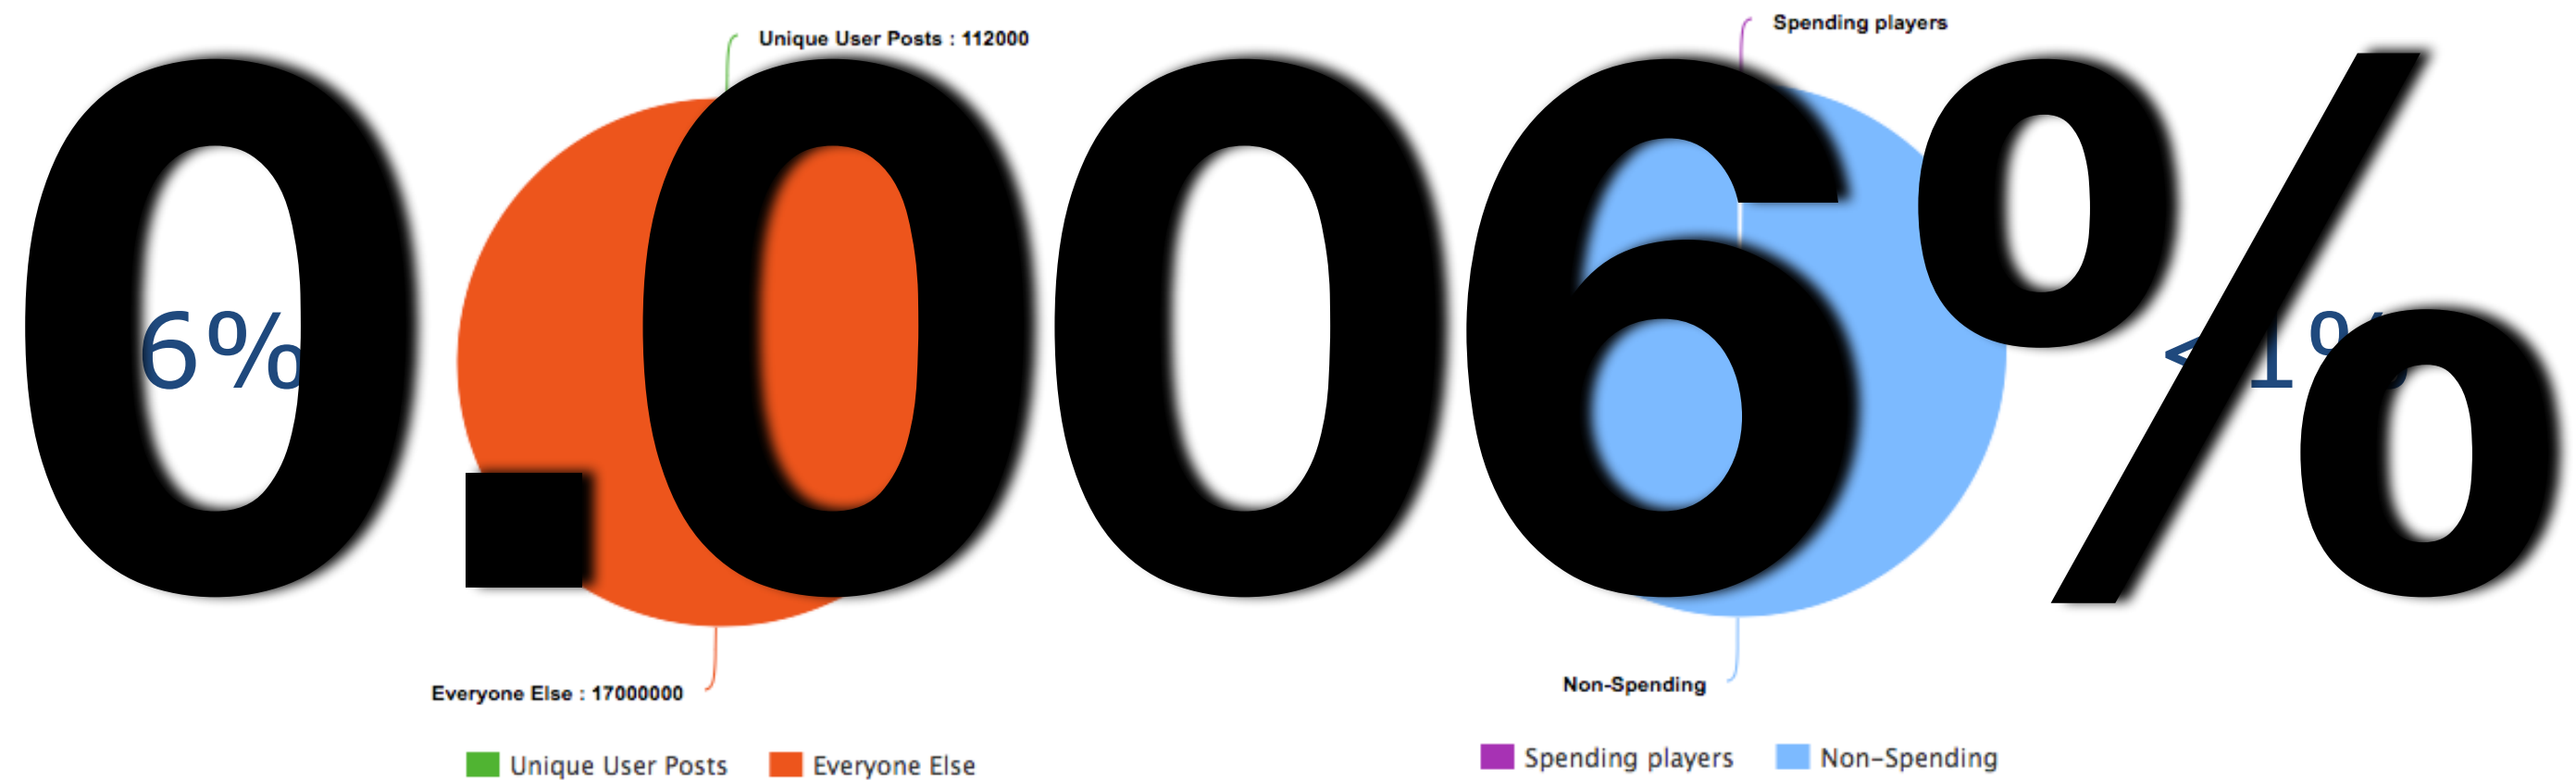 Unique User Posts : 112000
Spending players
0.006%
6%
<1%
Everyone Else : 17000000
Non-Spending
Unique User Posts
Everyone Else
Spending players
Non-Spending